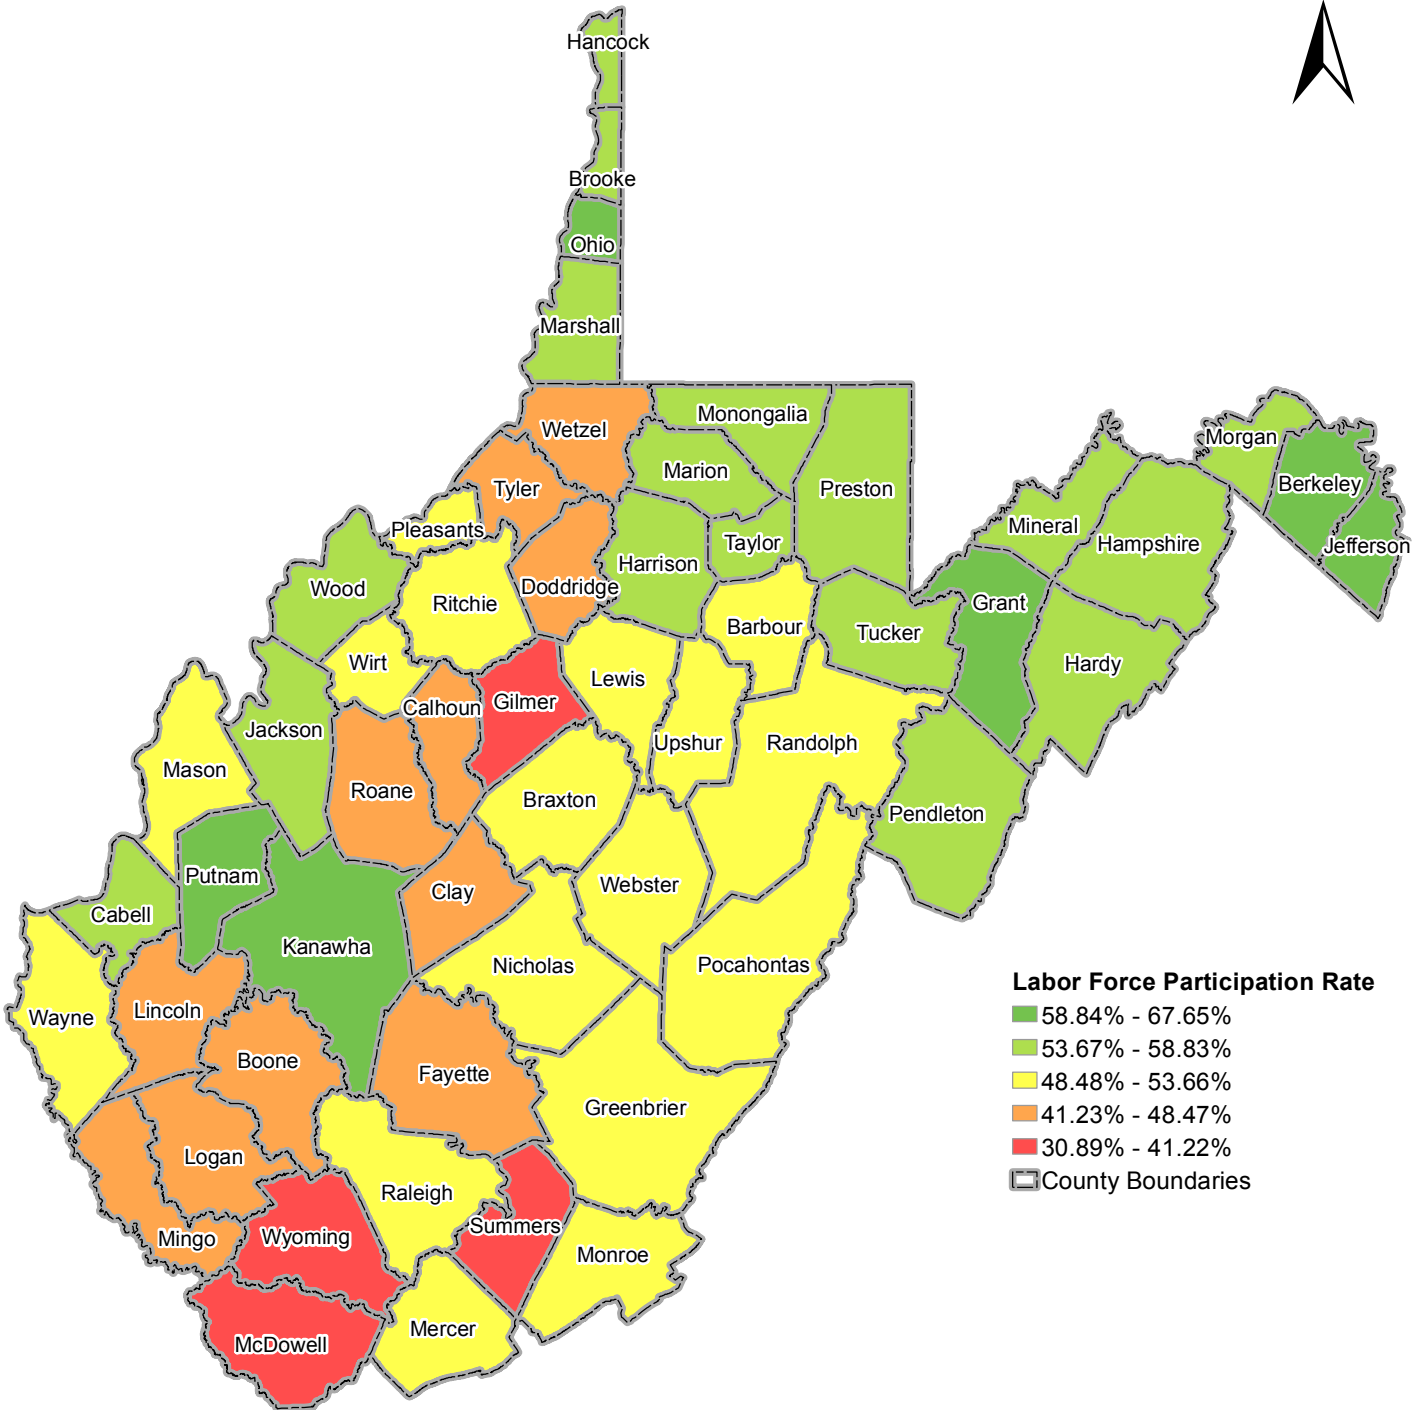 Hancock
Brooke
Ohio
Marshall
Wetzel
Monongalia
Marion
Preston
Tyler
Pleasants
Taylor
Harrison
Doddridge
Wood
Ritchie
Barbour
Tucker
Grant
Mineral
Hampshire
Morgan
Berkeley
Jefferson
Hardy
Wirt
Lewis
Gilmer
Calhoun
Jackson
Upshur
Randolph
Mason
Roane
Braxton
Pendleton
Putnam
Webster
Clay
Cabell
Kanawha
Nicholas
Pocahontas
Lincoln
Wayne
Boone
Fayette
Greenbrier
Logan
Raleigh
Summers
Mingo
Wyoming
Monroe
Mercer
McDowell
Labor Force Participation Rate
58.84% - 67.65%
53.67% - 58.83%
48.48% - 53.66%
41.23% - 48.47%
30.89% - 41.22%
County Boundaries